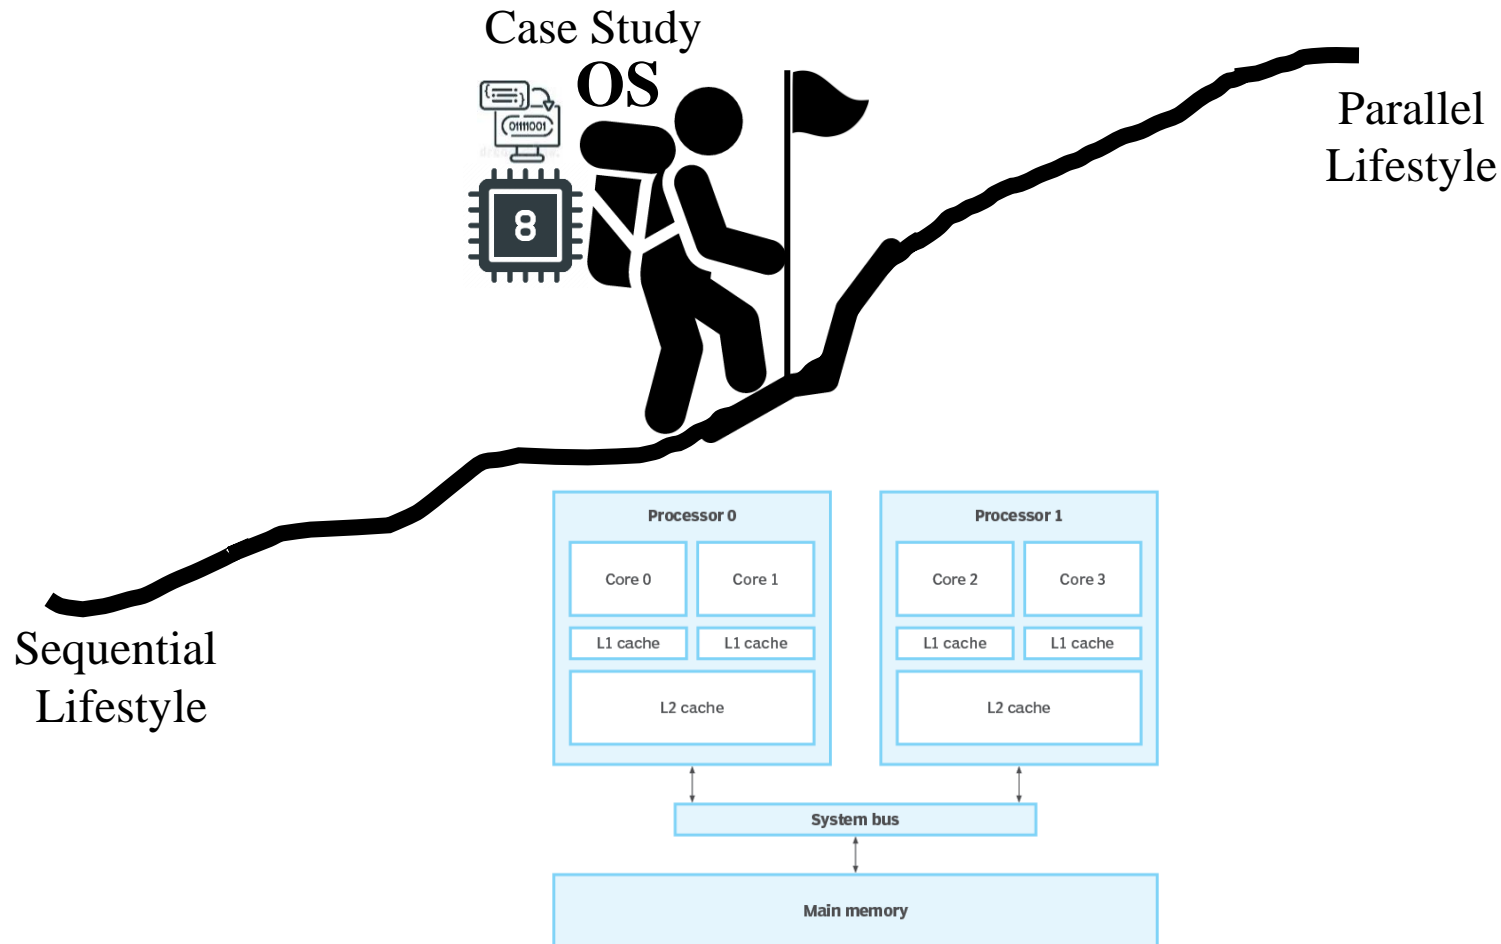 Case Study
OS
01111001
8
Parallel
Lifestyle
Sequential
Lifestyle
Processor 0
Processor 1
Core 0
Core 1
Core 2
Core 3
L1 cache
L1 cache
L1 cache
L1 cache
L2 cache
L2 cache
System bus
Main memory